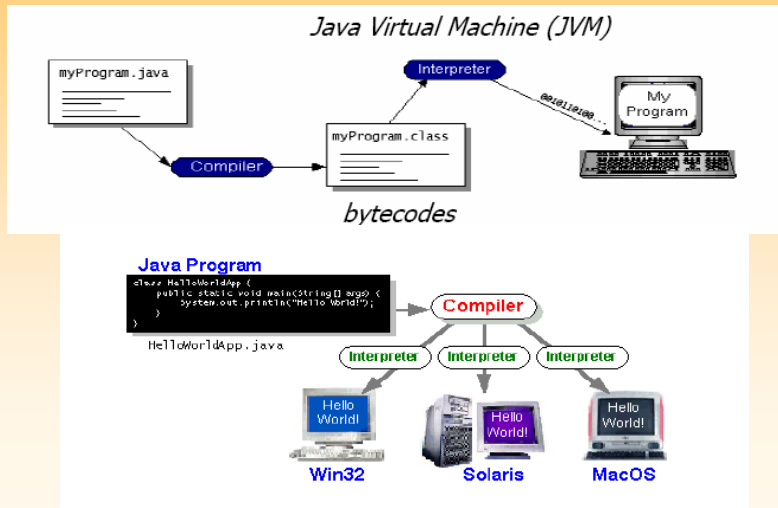 Java Virtual Machine (JVM)
myProgram.java
Interpreter
0010110100...
My
Program
myProgram.class
Compiler
bytecodes
Java Program
class HelloWorldApp {
public static void main(String[] args) {
System.out.println("Hello World!");
}
}
HelloWorldApp.java
Compiler
Interpreter
Interpreter
Interpreter
Hello
World!
Hello
World!
Hello
World!
Win32
Solaris
MacOS